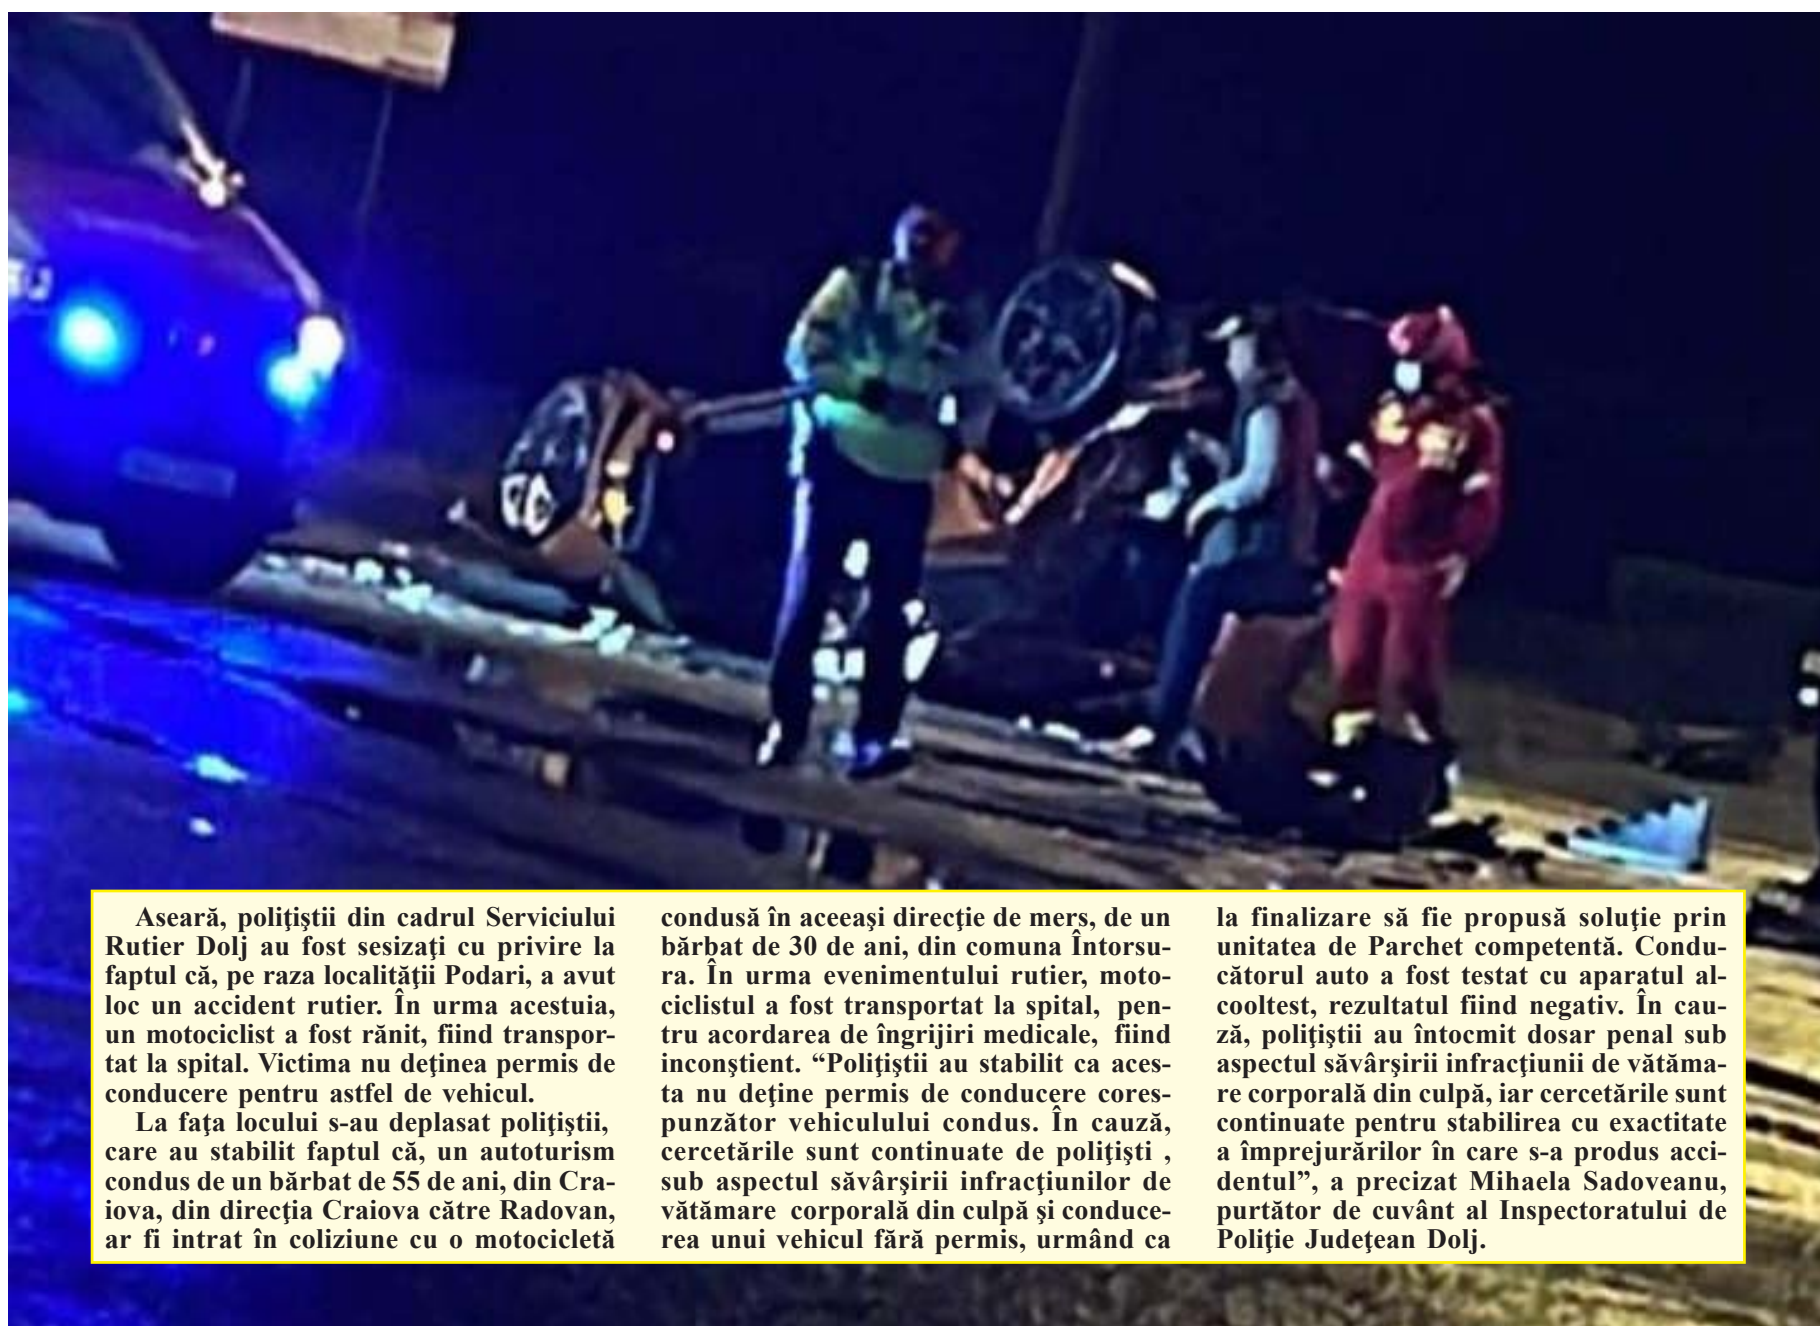 Aseară, poliţiştii din cadrul Serviciului
Rutier Dolj au fost sesizaţi cu privire la
faptul că, pe raza localităţii Podari, a avut
loc un accident rutier. În urma acestuia,
un motociclist a fost rănit, fiind transpor-
tat la spital. Victima nu deţinea permis de
conducere pentru astfel de vehicul.
La faţa locului s-au deplasat poliţiştii,
care au stabilit faptul că, un autoturism
condus de un bărbat de 55 de ani, din Cra-
iova, din direcţia Craiova către Radovan,
ar fi intrat în coliziune cu o motocicletă
condusă în aceeaşi direcţie de mers, de un
bărbat de 30 de ani, din comuna Întorsu-
ra. În urma evenimentului rutier, moto-
ciclistul a fost transportat la spital, pen-
tru acordarea de îngrijiri medicale, fiind
inconştient. “Poliţiştii au stabilit ca aces-
ta nu deţine permis de conducere cores-
punzător vehiculului condus. În cauză,
cercetările sunt continuate de poliţişti ,
sub aspectul săvârşirii infracţiunilor de
vătămare corporală din culpă şi conduce-
rea unui vehicul fără permis, urmând ca
la finalizare să fie propusă soluţie prin
unitatea de Parchet competentă. Condu-
cătorul auto a fost testat cu aparatul al-
cooltest, rezultatul fiind negativ. În cau-
ză, poliţiştii au întocmit dosar penal sub
aspectul săvârşirii infracţiunii de vătăma-
re corporală din culpă, iar cercetările sunt
continuate pentru stabilirea cu exactitate
a împrejurărilor în care s-a produs acci-
dentul”, a precizat Mihaela Sadoveanu,
purtător de cuvânt al Inspectoratului de
Poliţie Judeţean Dolj.